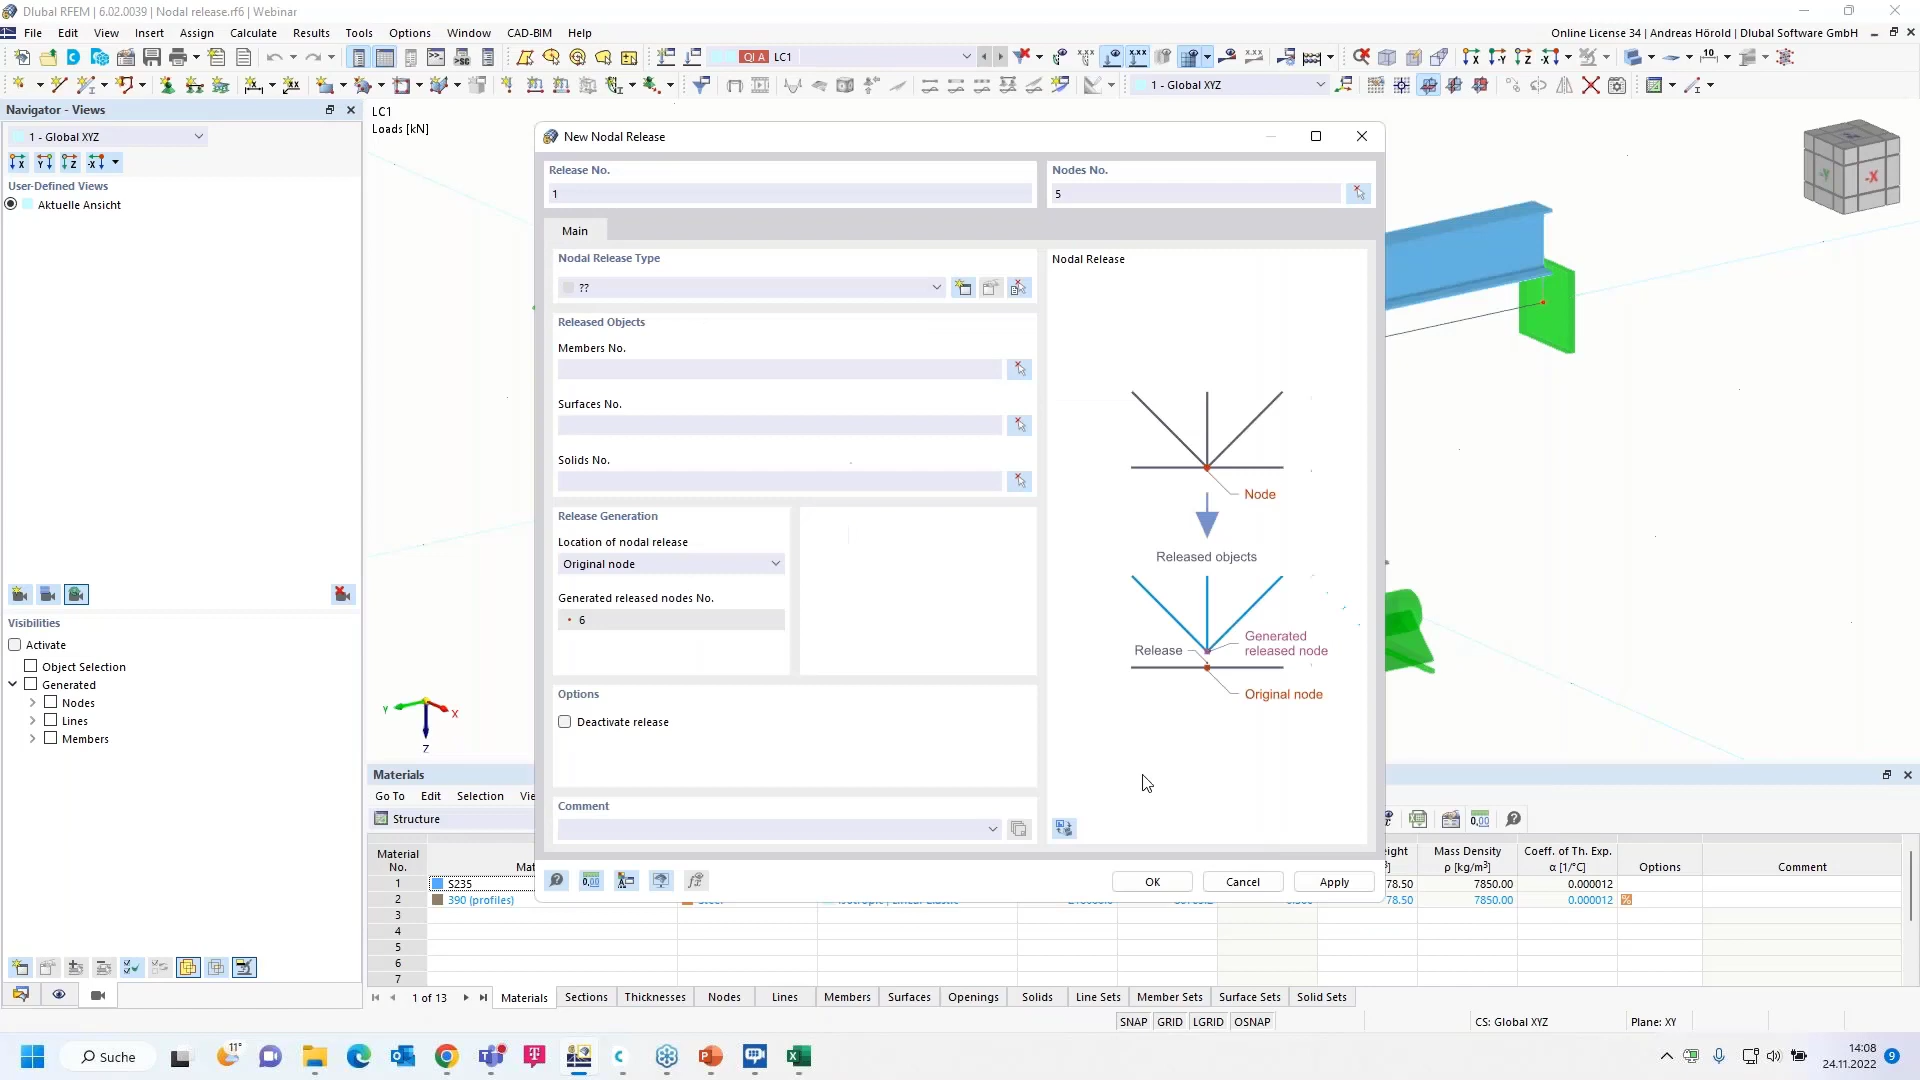 Dlubal RFEM | 6.02.0039 | Nodal release.rf6 | Webinar
File Edit View Insert Assign Calculate Results Tools Options Window CAD-BIM Help
Online License 34 | Andreas Hörold | Dlubal Software GmbH
QI A LC1
1 - Global XYZ
Navigator - Views
1 - Global XYZ
User-Defined Views
Aktuelle Ansicht
LC1
Loads [kN]
New Nodal Release
Release No.
1
Nodes No.
5
Main
Nodal Release Type
??
Released Objects
Members No.
Surfaces No.
Solids No.
Release Generation
Location of nodal release
Original node
Generated released nodes No.
6
Options
Deactivate release
Comment
Nodal Release
Node
Released objects
Release
Generated
released node
Original node
OK Cancel Apply
-Y
-X
Visibilities
Activate
Object Selection
Generated
Nodes
Lines
Members
Y X
Z
Materials
Go To Edit Selection
Structure
Material
No.
Mass Density
ρ [kg/m³]
Coeff. of Th. Exp.
α [1/°C]
Options
Comment
1 S235 78.50 7850.00 0.000012
2 390 (profiles) 78.50 7850.00 0.000012
3
4
5
6
7
1 of 13
Materials Sections Thicknesses Nodes Lines Members Surfaces Openings Solids Line Sets Member Sets Surface Sets Solid Sets
SNAP GRID LGRID OSNAP
CS: Global XYZ
Plane: XY
Suche
11°
14:08
24.11.2022
9